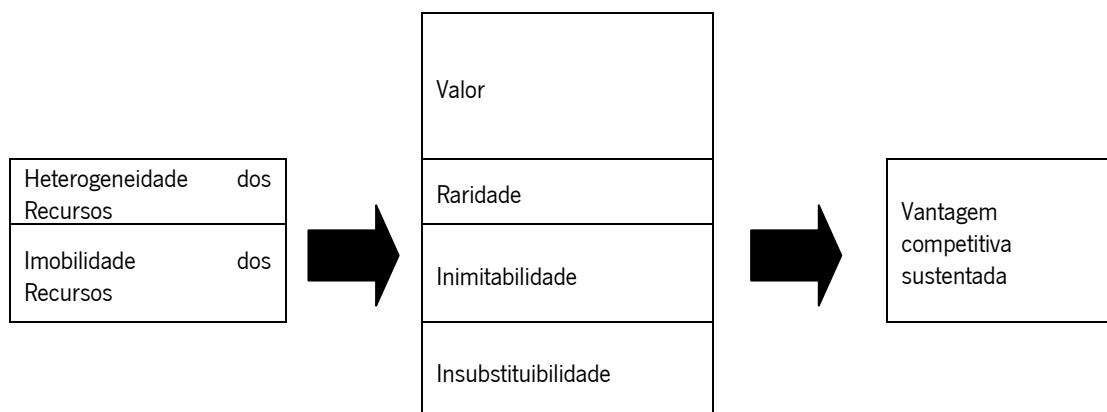 Heterogeneidade dos
Recursos
Imobilidade dos
Recursos
Valor
Raridade
Inimitabilidade
Insubstituibilidade
Vantagem
competitiva
sustentada